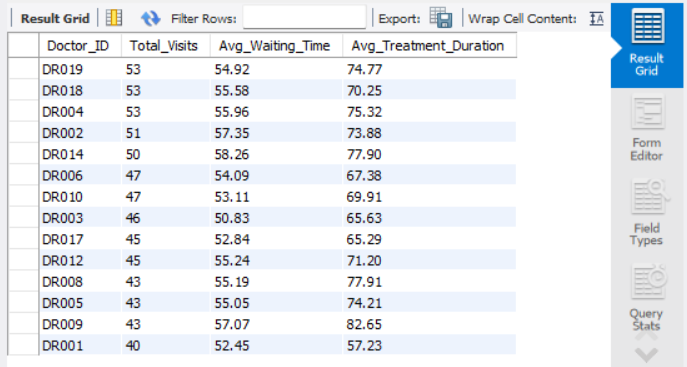 Result Grid Filter Rows: Export: Wrap Cell Content:
Doctor_ID Total_Visits Avg_Waiting_Time Avg_Treatment_Duration
DR019 53 54.92 74.77
DR018 53 55.58 70.25
DR004 53 55.96 75.32
DR002 51 57.35 73.88
DR014 50 58.26 77.90
DR006 47 54.09 67.38
DR010 47 53.11 69.91
DR003 46 50.83 65.63
DR017 45 52.84 65.29
DR012 45 55.24 71.20
DR008 43 55.19 77.91
DR005 43 55.05 74.21
DR009 43 57.07 82.65
DR001 40 52.45 57.23
Result
Grid
Form
Editor
Field
Types
Query
Stats